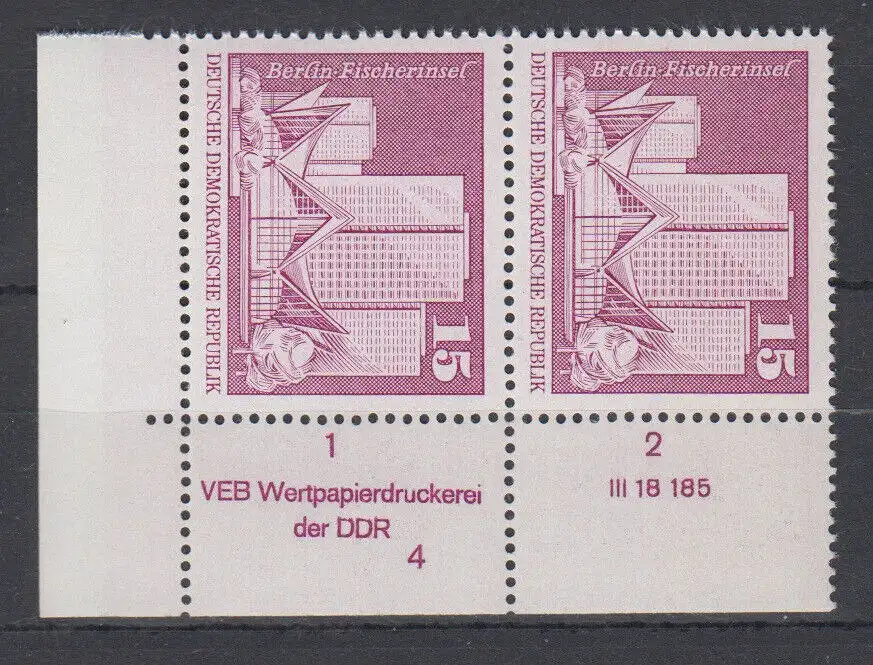 Berlin-Fischerinsel
DEUTSCHE DEMOKRATISCHE REPUBLIK
15
Berlin-Fischerinsel
DEUTSCHE DEMOKRATISCHE REPUBLIK
15
1
VEB Wertpapierdruckerei
der DDR
4
2
III 18 185